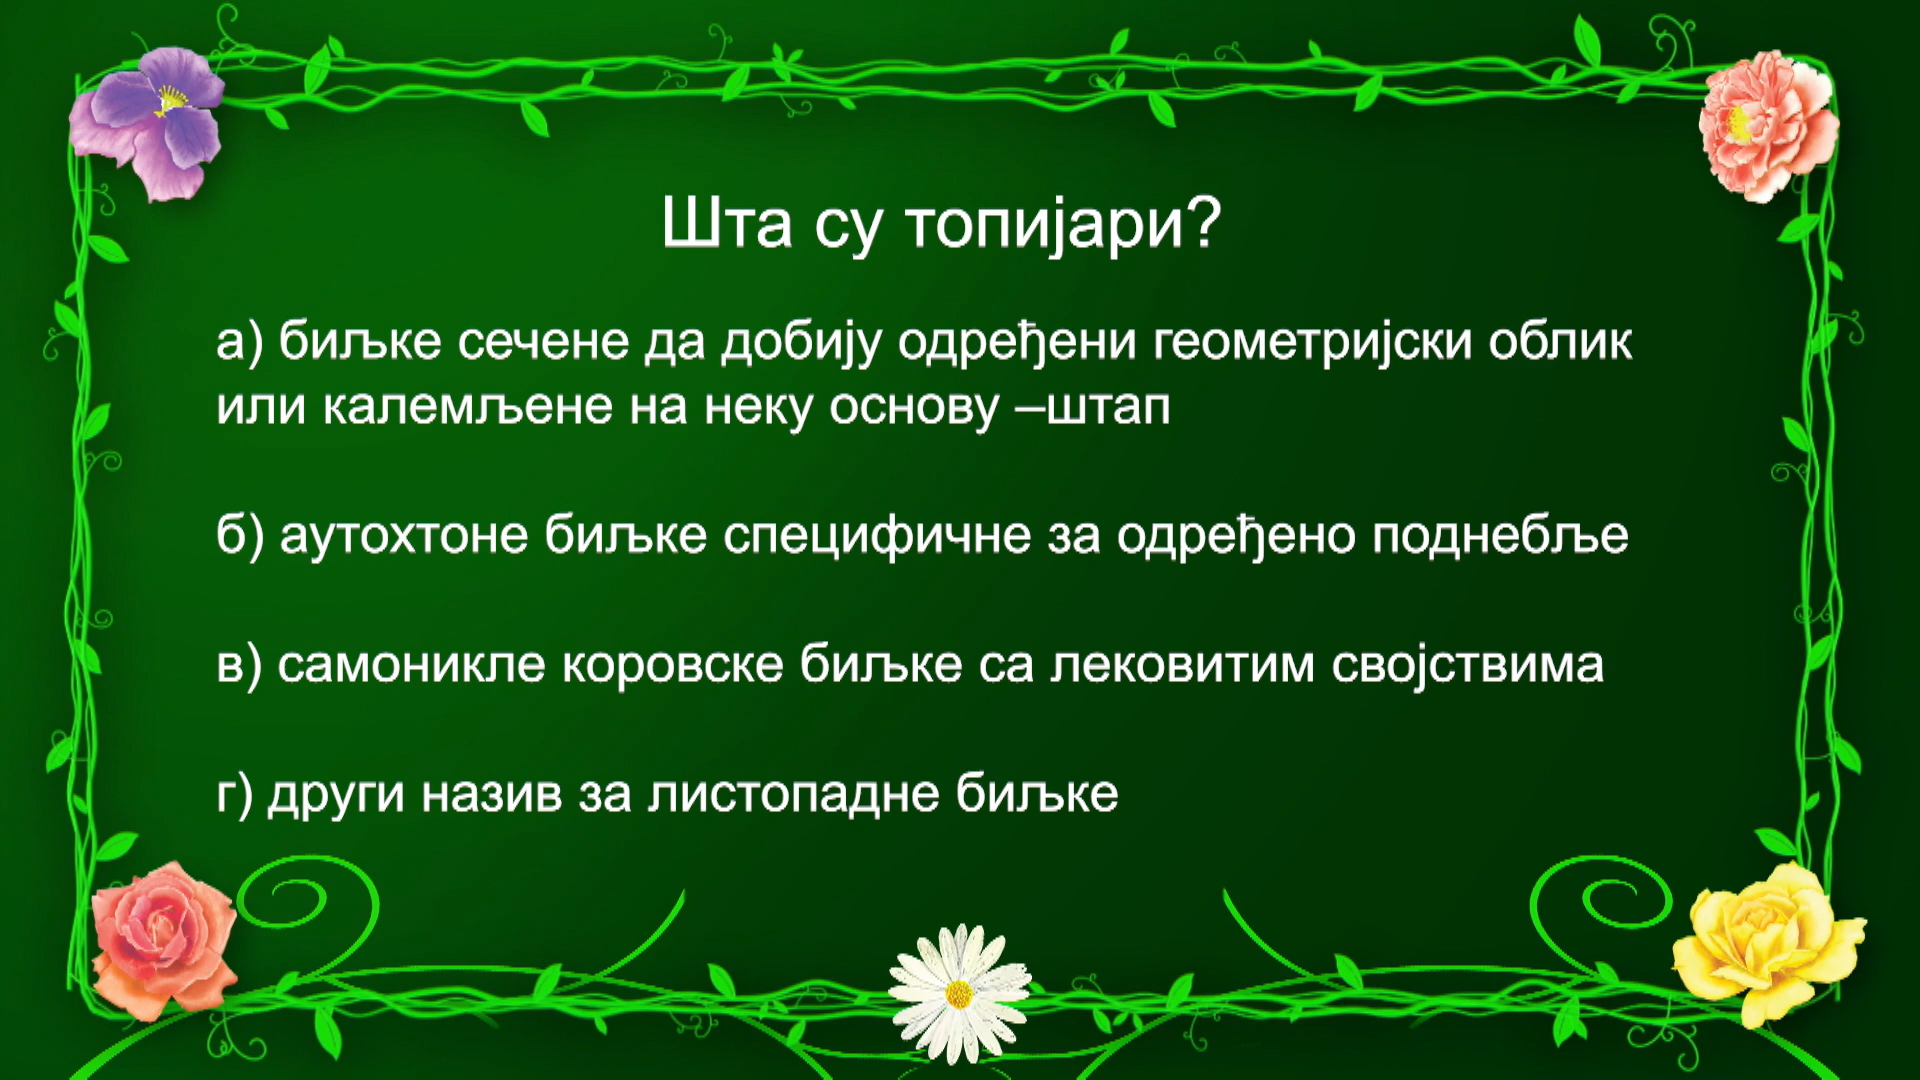 Шта су топијари?
а) биљке сечене да добију одређени геометријски облик
или калемљене на неку основу –штап
б) аутохтоне биљке специфичне за одређено поднебље
в) самоникле коровске биљке са лековитим својствима
г) други назив за листопадне биљке